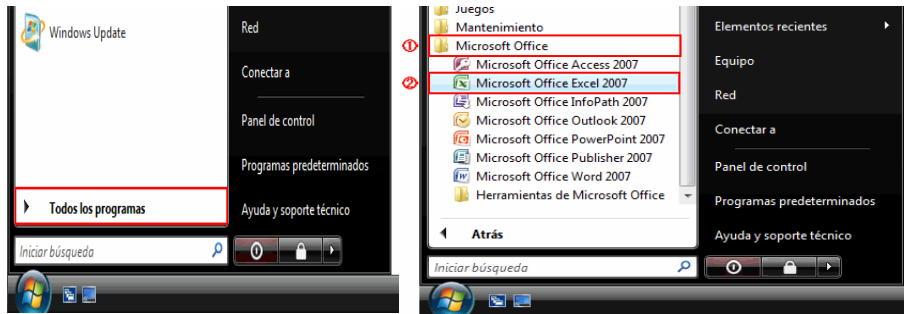 Windows Update
Todos los programas
Iniciar búsqueda
Red
Conectar a
Panel de control
Programas predeterminados
Ayuda y soporte técnico
Juegos
Mantenimiento
① Microsoft Office
Microsoft Office Access 2007
② Microsoft Office Excel 2007
Microsoft Office InfoPath 2007
Microsoft Office Outlook 2007
Microsoft Office PowerPoint 2007
Microsoft Office Publisher 2007
Microsoft Office Word 2007
Herramientas de Microsoft Office
Atrás
Iniciar búsqueda
Elementos recientes
Equipo
Red
Conectar a
Panel de control
Programas predeterminados
Ayuda y soporte técnico